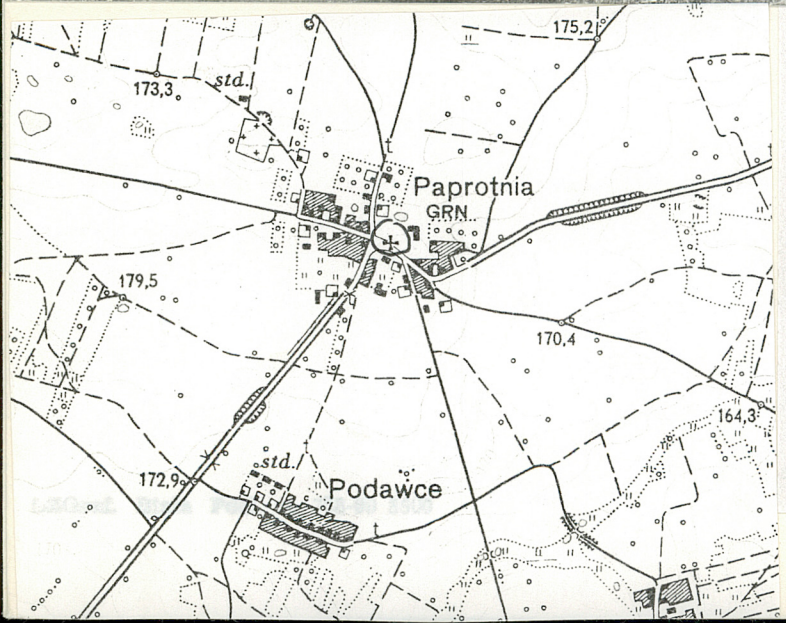 175,2
173,3
std.
t
Paprotnia
GRN.
179,5
170,4
164,3
172,9
std.
Podawce
t